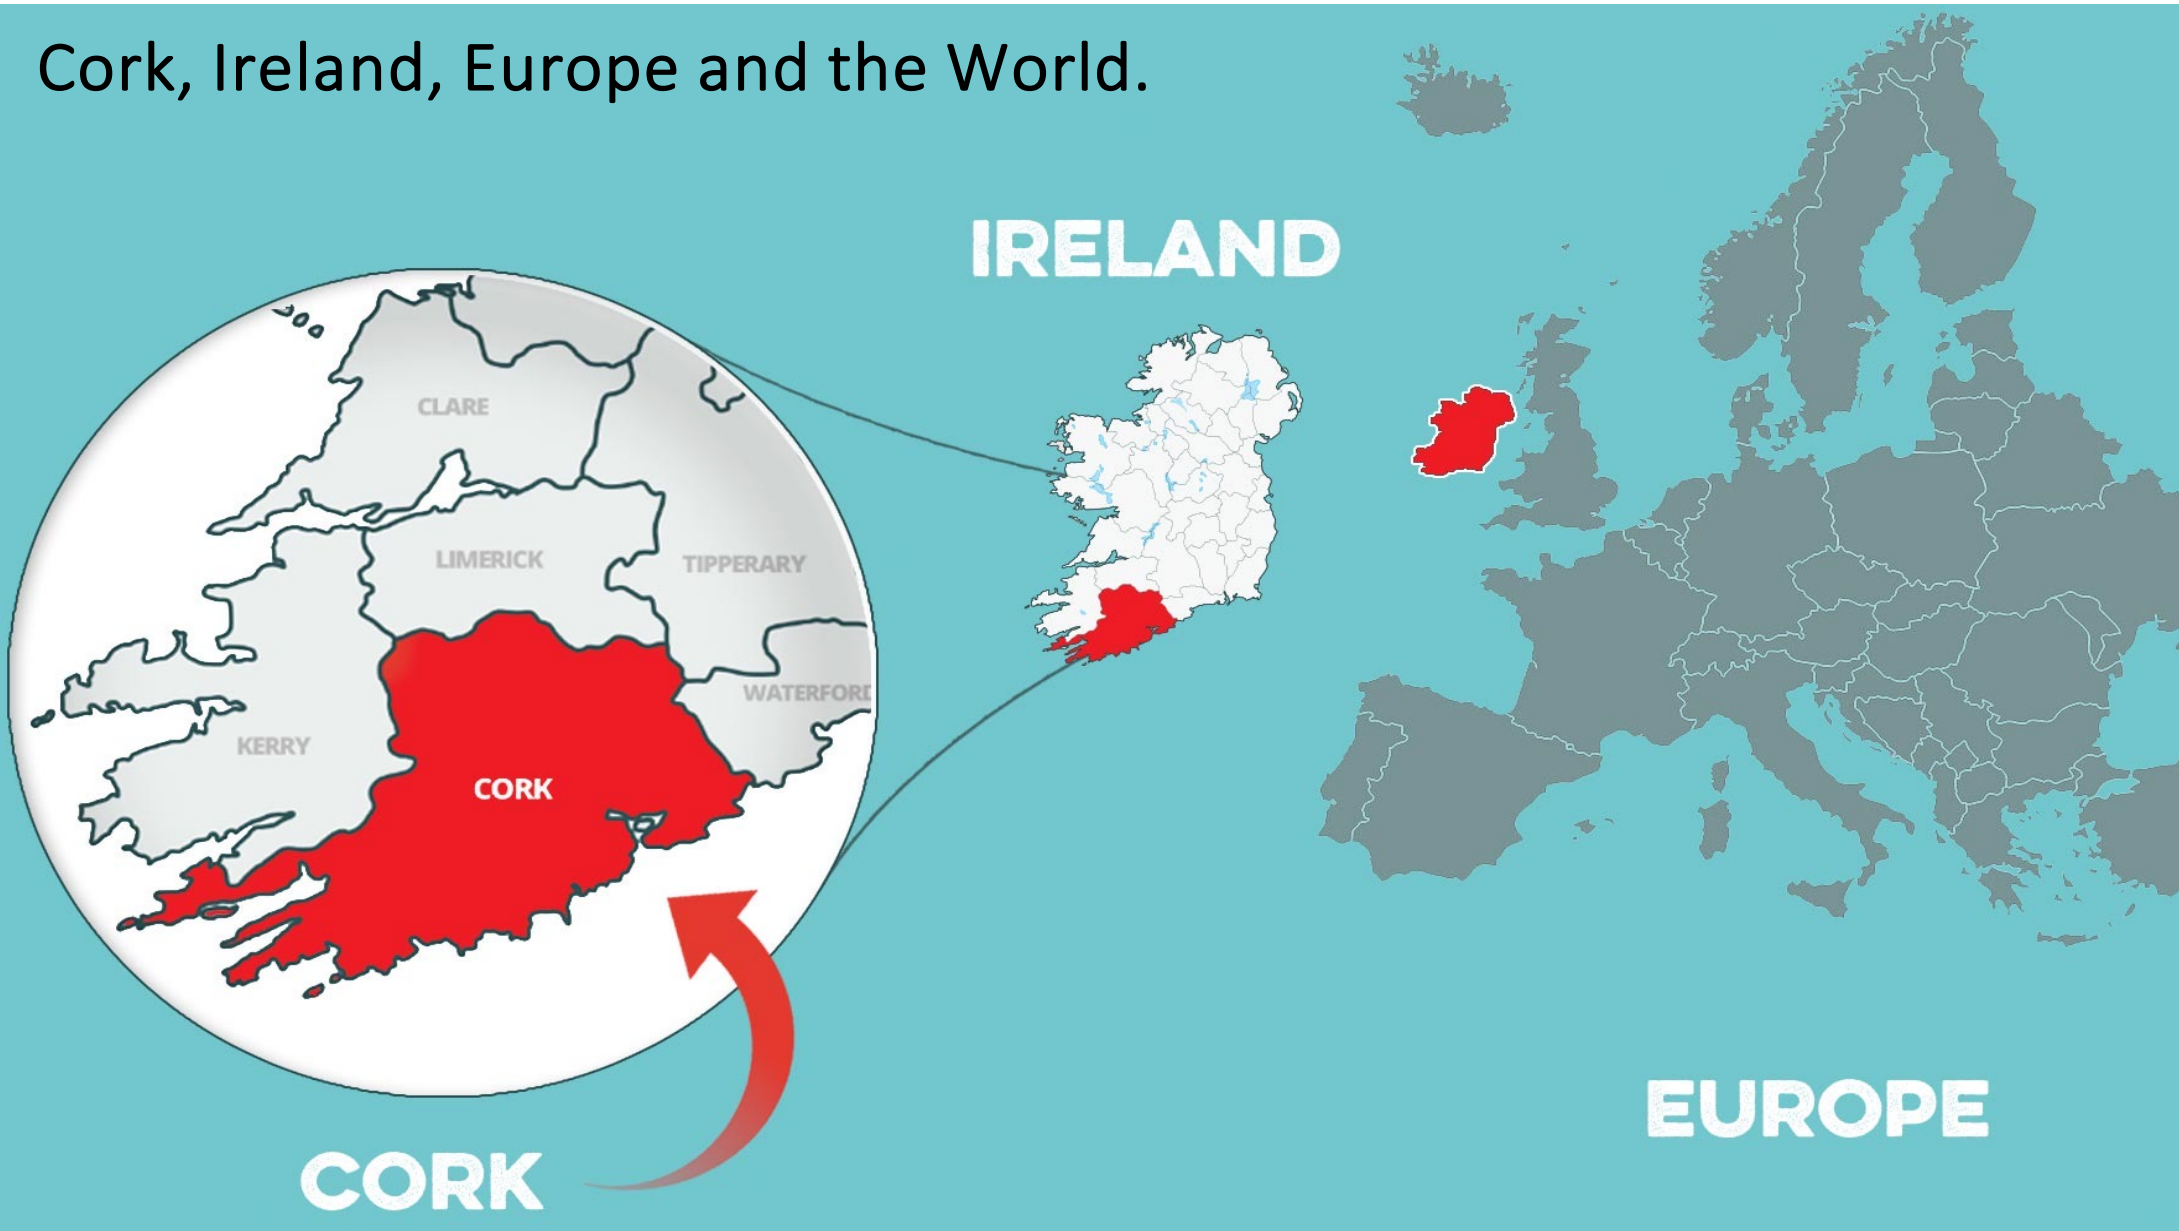 Cork, Ireland, Europe and the World.
IRELAND
CLARE
LIMERICK
TIPPERARY
WATERFORD
KERRY
CORK
EUROPE
CORK